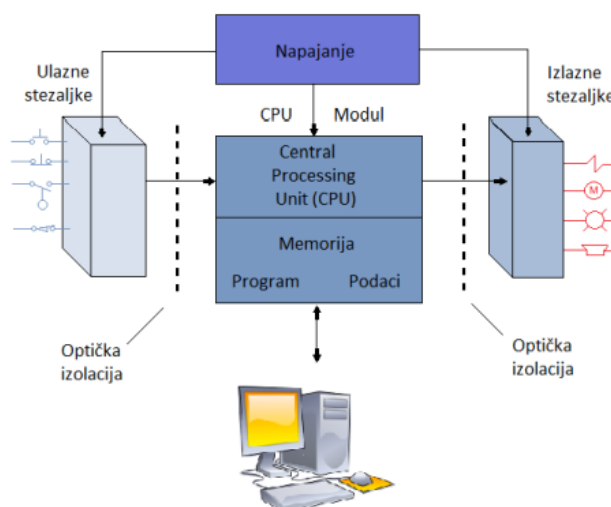 Napajanje
Ulazne
stezaljke
Izlazne
stezaljke
CPU Modul
Central
Processing
Unit (CPU)
Memorija
Program Podaci
M
Optička
izolacija
Optička
izolacija